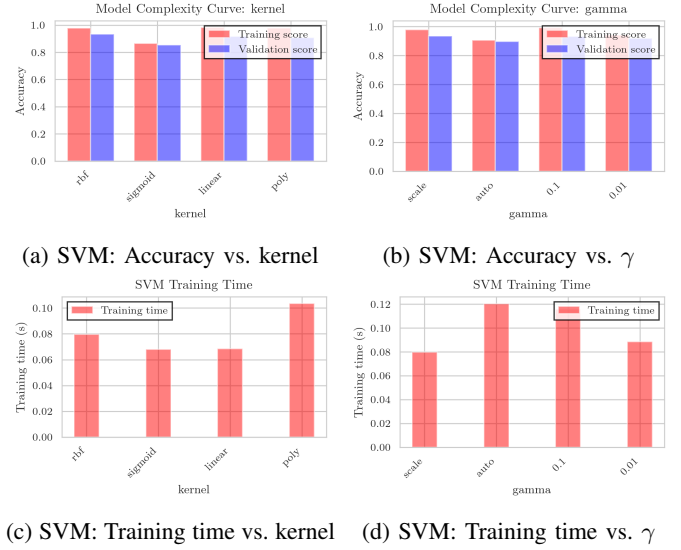 Model Complexity Curve: kernel
Training score
Validation score
Accuracy
1.0
0.8
0.6
0.4
0.2
0.0
rbf
sigmoid
linear
poly
kernel
Model Complexity Curve: gamma
Training score
Validation score
Accuracy
1.0
0.8
0.6
0.4
0.2
0.0
scale
auto
0.1
0.01
gamma
(a) SVM: Accuracy vs. kernel
(b) SVM: Accuracy vs. γ
SVM Training Time
Training time
Training time (s)
0.10
0.08
0.06
0.04
0.02
0.00
rbf
sigmoid
linear
poly
kernel
SVM Training Time
Training time
Training time (s)
0.12
0.10
0.08
0.06
0.04
0.02
0.00
scale
auto
0.1
0.01
gamma
(c) SVM: Training time vs. kernel
(d) SVM: Training time vs. γ